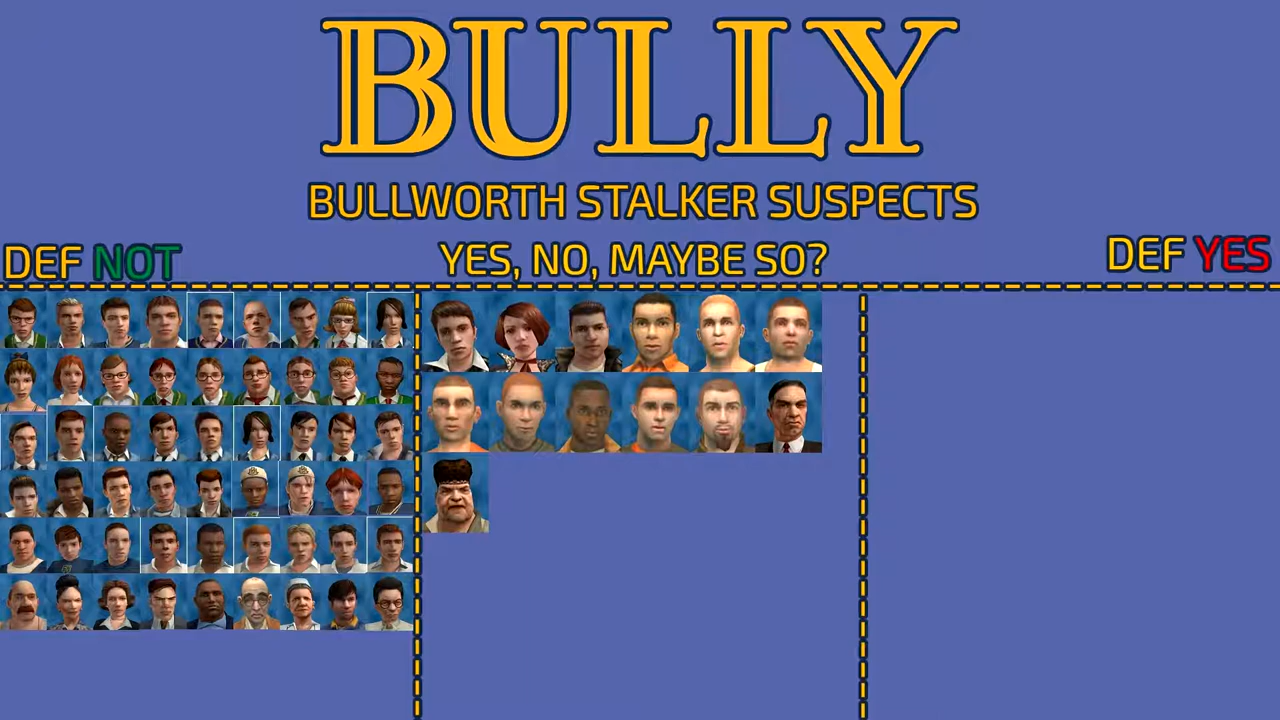 BULLY
BULLWORTH STALKER SUSPECTS
DEF NOT
YES, NO, MAYBE SO?
DEF YES